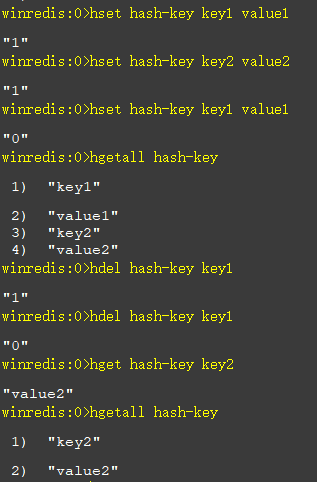 winredis:0>hset hash-key key1 value1
"1"
winredis:0>hset hash-key key2 value2
"1"
winredis:0>hset hash-key key1 value1
"0"
winredis:0>hgetall hash-key
1) "key1"
2) "value1"
3) "key2"
4) "value2"
winredis:0>hdel hash-key key1
"1"
winredis:0>hdel hash-key key1
"0"
winredis:0>hget hash-key key2
"value2"
winredis:0>hgetall hash-key
1) "key2"
2) "value2"